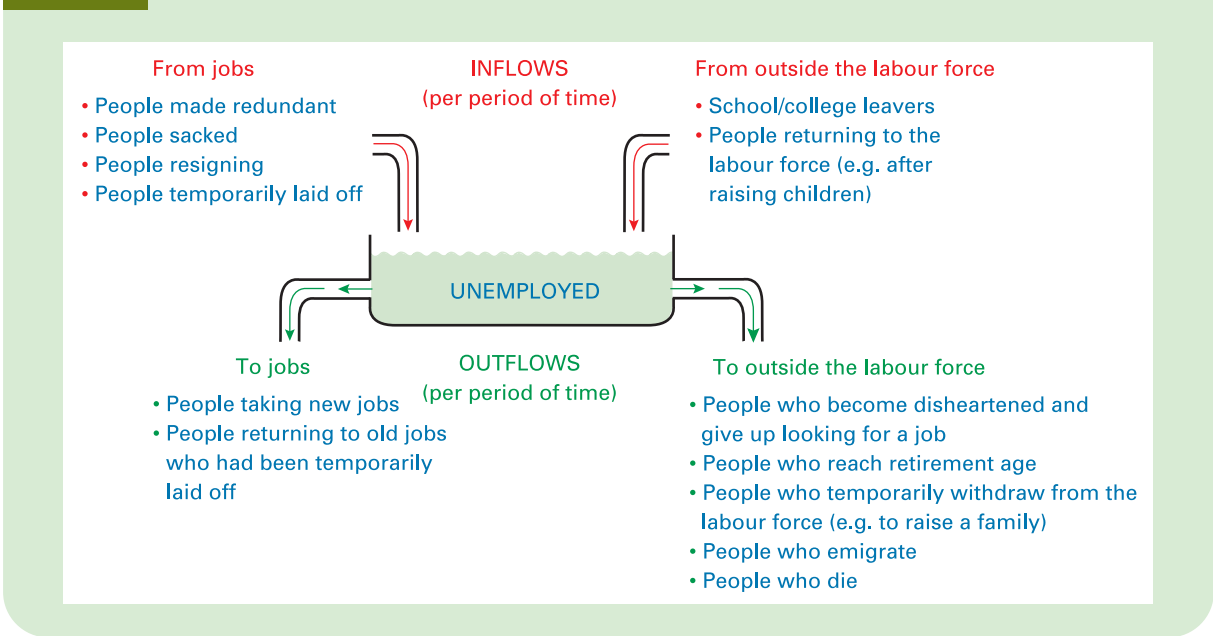 From jobs
• People made redundant
• People sacked
• People resigning
• People temporarily laid off
INFLOWS
(per period of time)
From outside the labour force
• School/college leavers
• People returning to the
labour force (e.g. after
raising children)
UNEMPLOYED
To jobs
• People taking new jobs
• People returning to old jobs
who had been temporarily
laid off
OUTFLOWS
(per period of time)
To outside the labour force
• People who become disheartened and
give up looking for a job
• People who reach retirement age
• People who temporarily withdraw from the
labour force (e.g. to raise a family)
• People who emigrate
• People who die